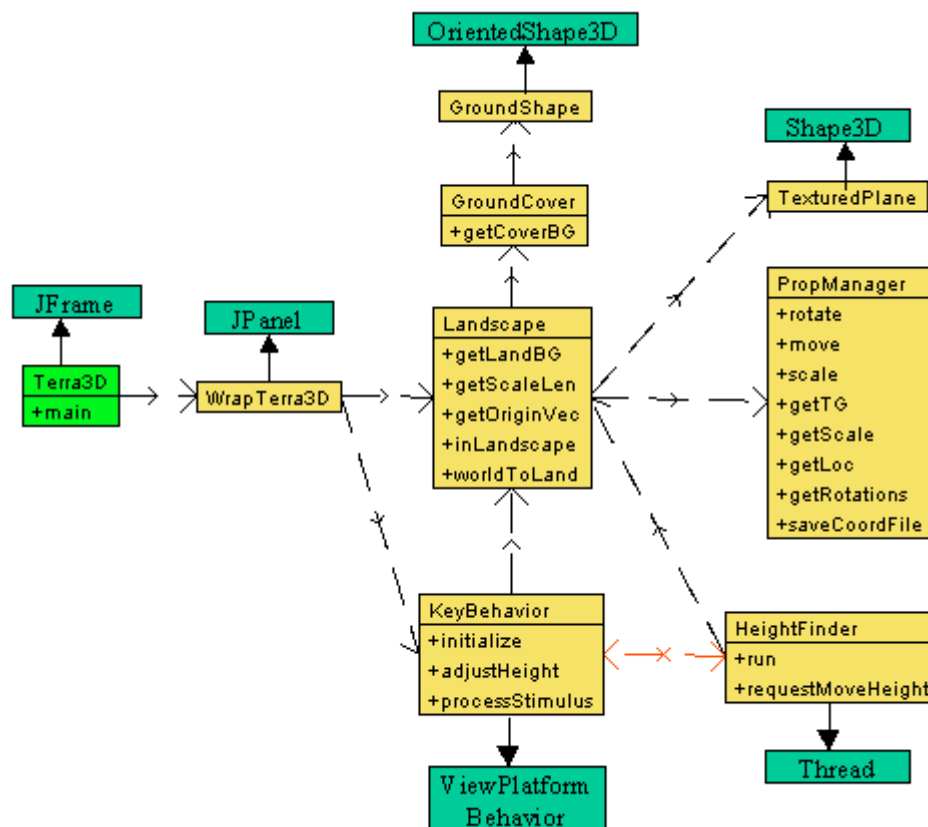 OrientedShape3D
GroundShape
Shape3D
GroundCover
+getCoverBG
TexturedPlane
JFrame
JPanel
Terra3D
+main
WrapTerra3D
Landscape
+getLandBG
+getScaleLen
+getOriginVec
+inLandscape
+worldToLand
PropManager
+rotate
+move
+scale
+getTG
+getScale
+getLoc
+getRotations
+saveCoordFile
KeyBehavior
+initialize
+adjustHeight
+processStimulus
HeightFinder
+run
+requestMoveHeight
ViewPlatform
Behavior
Thread